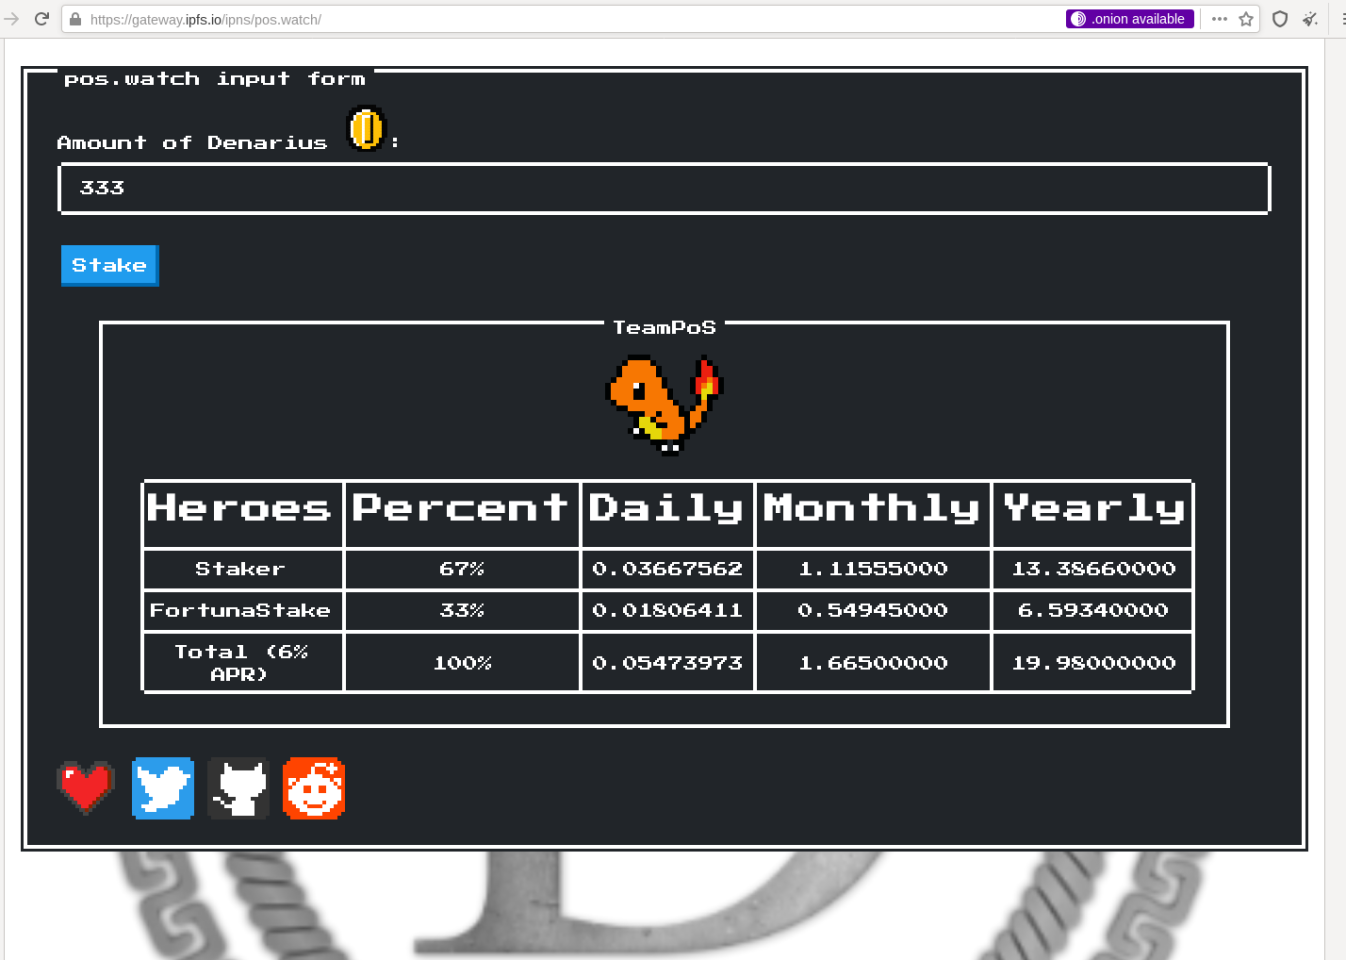 https://gateway.ipfs.io/ipns/pos.watch/
.onion available
pos.watch input form
Amount of Denarius :
333
Stake
TeamPoS
Heroes Percent Daily Monthly Yearly
Staker 67% 0.03667562 1.11555000 13.38660000
FortunaStake 33% 0.01806411 0.54945000 6.59340000
Total (6%
APR) 100% 0.05473973 1.66500000 19.98000000